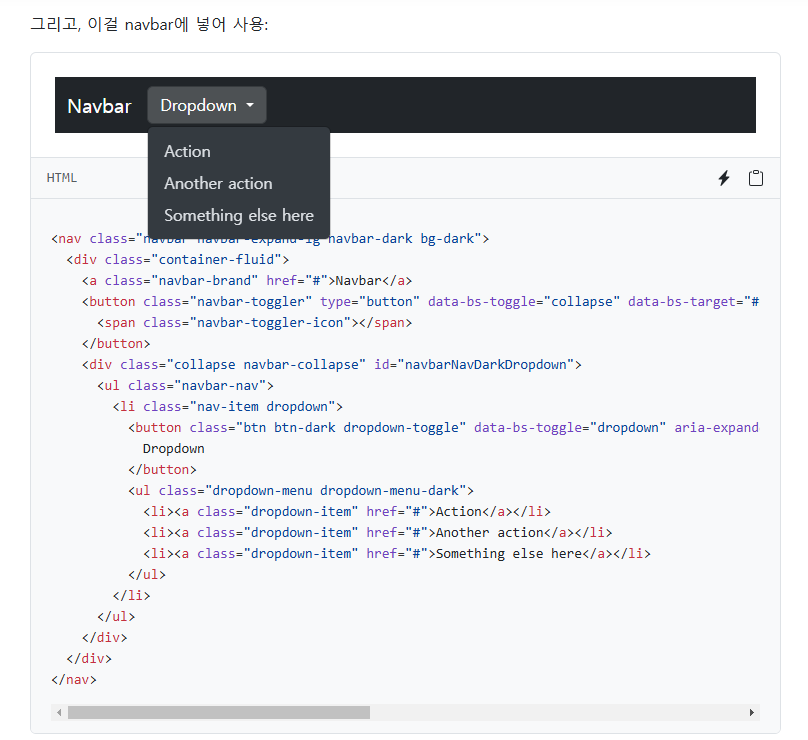 그리고, 이걸 navbar에 넣어 사용:
Navbar Dropdown
Action
Another action
Something else here
HTML
<nav class="navbar navbar-expand-lg navbar-dark bg-dark">
<div class="container-fluid">
<a class="navbar-brand" href="#">Navbar</a>
<button class="navbar-toggler" type="button" data-bs-toggle="collapse" data-bs-target="#
<span class="navbar-toggler-icon"></span>
</button>
<div class="collapse navbar-collapse" id="navbarNavDarkDropdown">
<ul class="navbar-nav">
<li class="nav-item dropdown">
<button class="btn btn-dark dropdown-toggle" data-bs-toggle="dropdown" aria-expand
Dropdown
</button>
<ul class="dropdown-menu dropdown-menu-dark">
<li><a class="dropdown-item" href="#">Action</a></li>
<li><a class="dropdown-item" href="#">Another action</a></li>
<li><a class="dropdown-item" href="#">Something else here</a></li>
</ul>
</li>
</ul>
</div>
</div>
</nav>